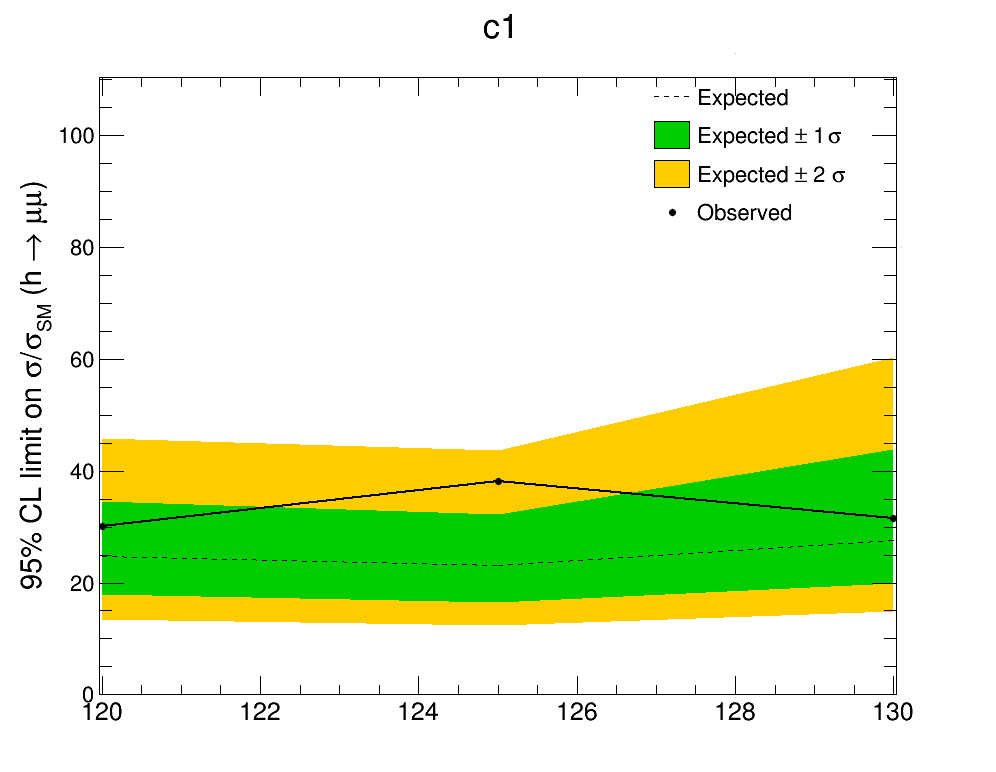 c1
Expected
Expected ± 1 σ
Expected ± 2 σ
Observed
95% CL limit on σ/σSM (h → μμ)
100
80
60
40
20
0
120 122 124 126 128 130